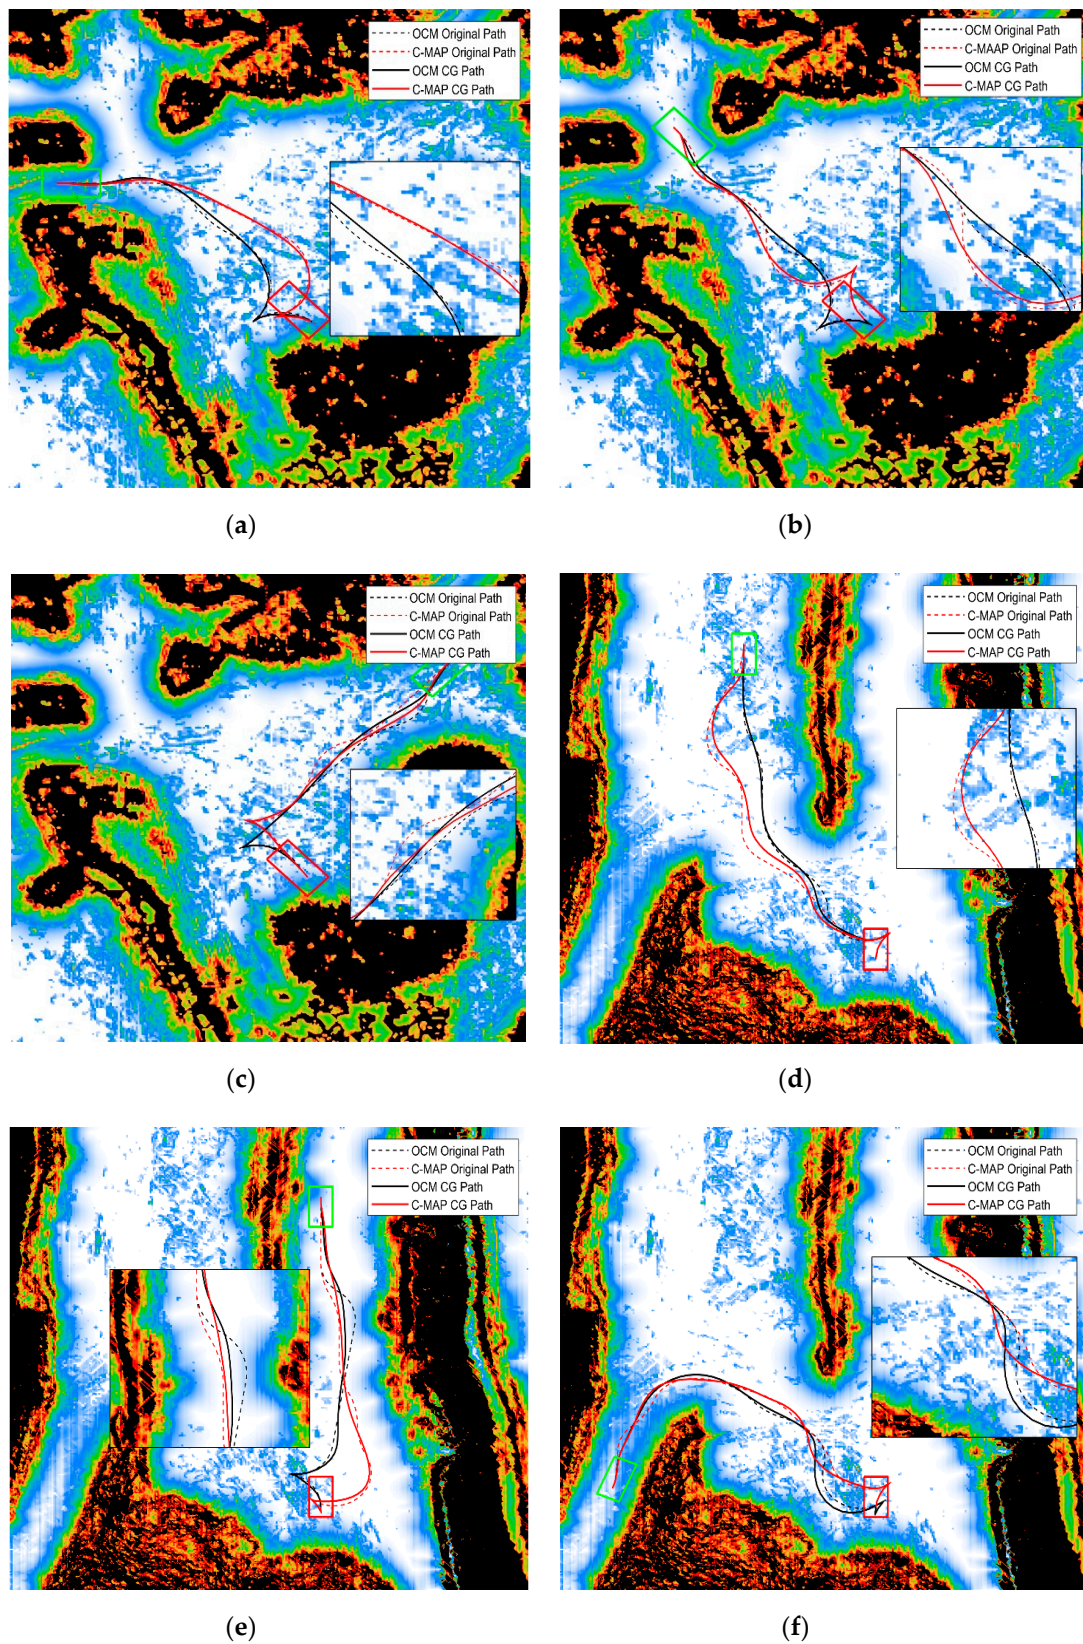 OCM Original Path
C-MAP Original Path
OCM CG Path
C-MAP CG Path
(a)
OCM Original Path
C-MAAP Original Path
OCM CG Path
C-MAP CG Path
(b)
OCM Original Path
C-MAP Original Path
OCM CG Path
C-MAP CG Path
(c)
OCM Original Path
C-MAP Original Path
OCM CG Path
C-MAP CG Path
(d)
OCM Original Path
C-MAP Original Path
OCM CG Path
C-MAP CG Path
(e)
OCM Original Path
C-MAP Original Path
OCM CG Path
C-MAP CG Path
(f)